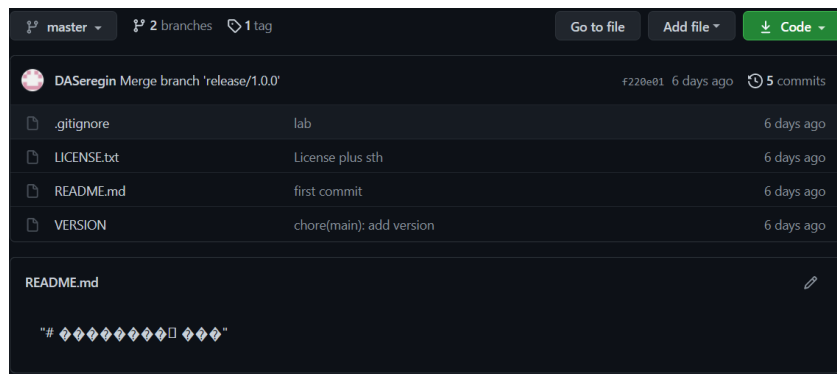 master
2 branches
1 tag
Go to file
Add file
Code
DASeregin Merge branch 'release/1.0.0'
f220e01 6 days ago
5 commits
.gitignore
lab
6 days ago
LICENSE.txt
License plus sth
6 days ago
README.md
first commit
6 days ago
VERSION
chore(main): add version
6 days ago
README.md
"# ���������▯ ���"